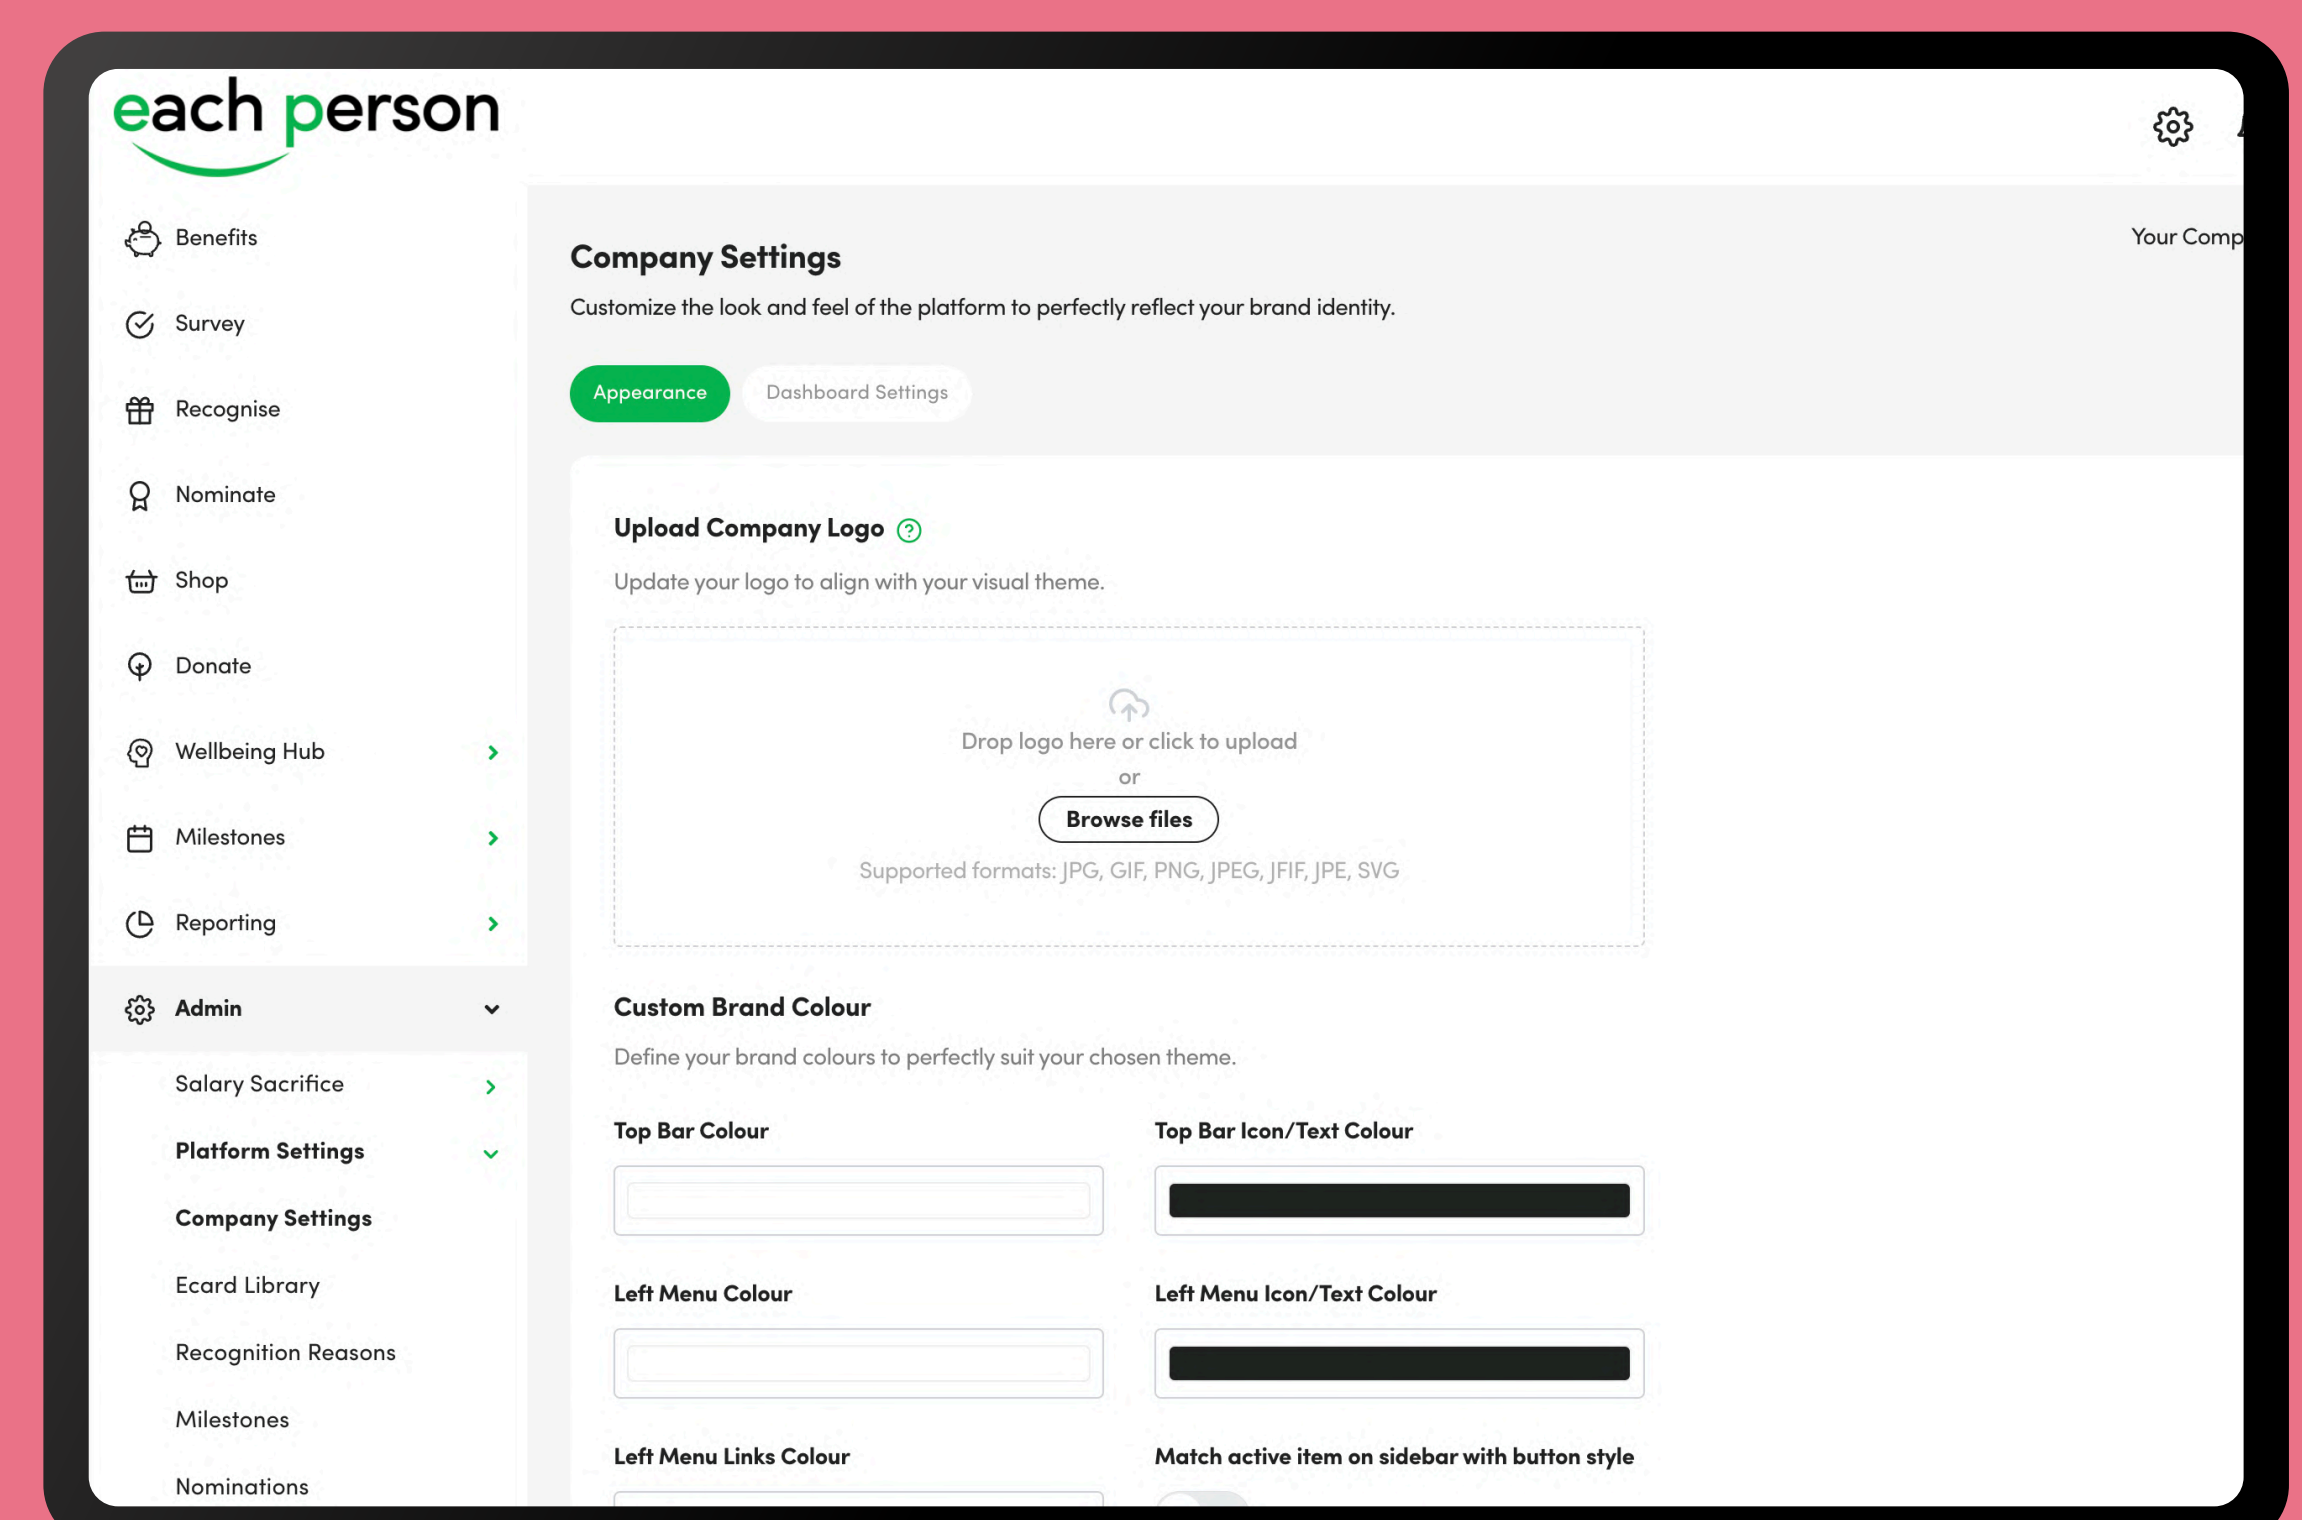 each person
Benefits
Survey
Recognise
Nominate
Shop
Donate
Wellbeing Hub
Milestones
Reporting
Admin
Salary Sacrifice
Platform Settings
Company Settings
Ecard Library
Recognition Reasons
Milestones
Nominations
Your Comp
Company Settings
Customize the look and feel of the platform to perfectly reflect your brand identity.
Appearance
Dashboard Settings
Upload Company Logo ?
Update your logo to align with your visual theme.
Drop logo here or click to upload
or
Browse files
Supported formats: JPG, GIF, PNG, JPEG, JFIF, JPE, SVG
Custom Brand Colour
Define your brand colours to perfectly suit your chosen theme.
Top Bar Colour
Top Bar Icon/Text Colour
Left Menu Colour
Left Menu Icon/Text Colour
Left Menu Links Colour
Match active item on sidebar with button style